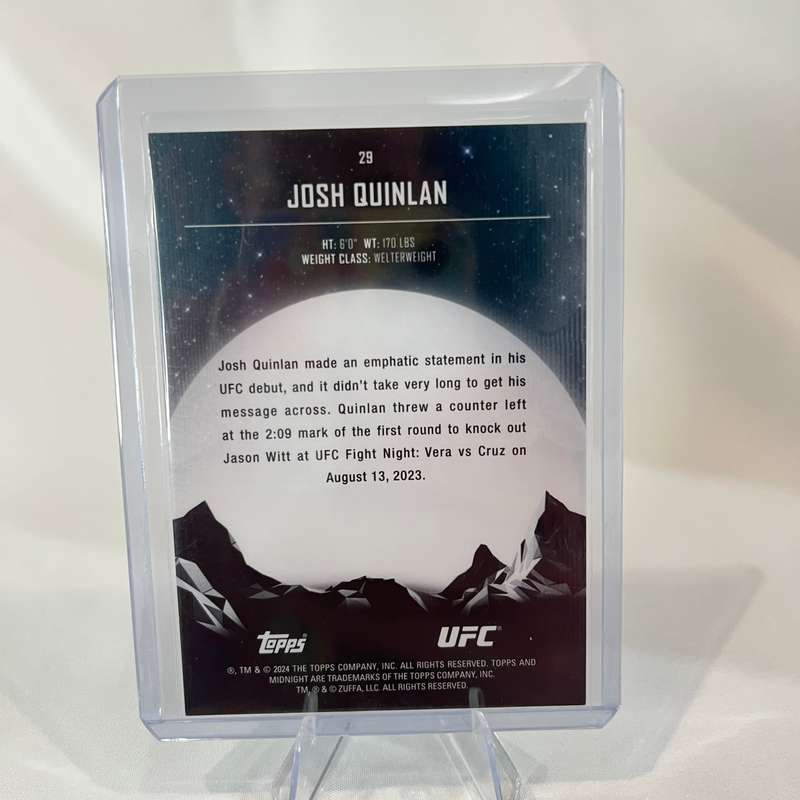 29
JOSH QUINLAN
HT: 6'0" WT: 170 LBS
WEIGHT CLASS: WELTERWEIGHT
Josh Quinlan made an emphatic statement in his
UFC debut, and it didn't take very long to get his
message across. Quinlan threw a counter left
at the 2:09 mark of the first round to knock out
Jason Witt at UFC Fight Night: Vera vs Cruz on
August 13, 2023.
Topps® UFC®
®, TM & © 2024 THE TOPPS COMPANY, INC. ALL RIGHTS RESERVED. TOPPS AND
MIDNIGHT ARE TRADEMARKS OF THE TOPPS COMPANY, INC.
TM, ® & © ZUFFA, LLC. ALL RIGHTS RESERVED.